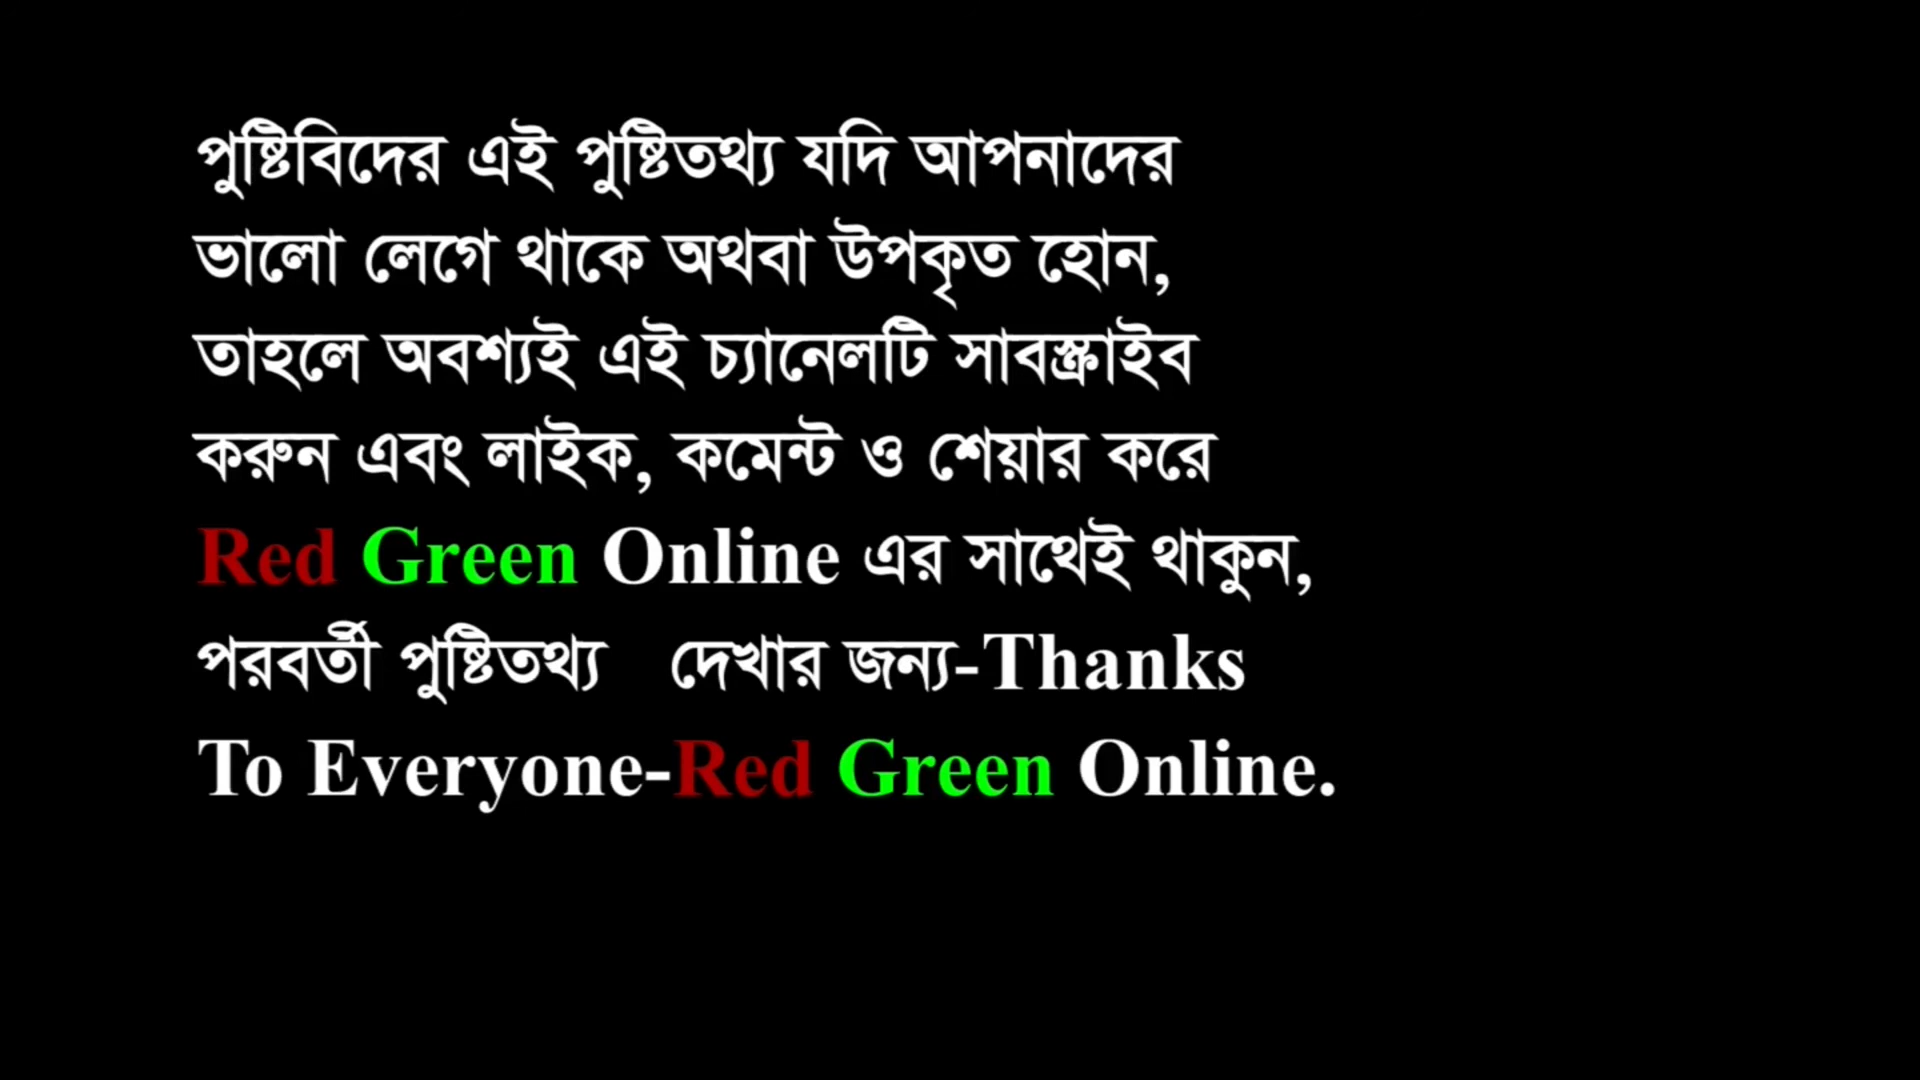 পুষ্টিবিদের এই পুষ্টিতথ্য যদি আপনাদের
ভালো লেগে থাকে অথবা উপকৃত হোন,
তাহলে অবশ্যই এই চ্যানেলটি সাবস্ক্রাইব
করুন এবং লাইক, কমেন্ট ও শেয়ার করে
Red Green Online এর সাথেই থাকুন,
পরবর্তী পুষ্টিতথ্য দেখার জন্য-Thanks
To Everyone-Red Green Online.